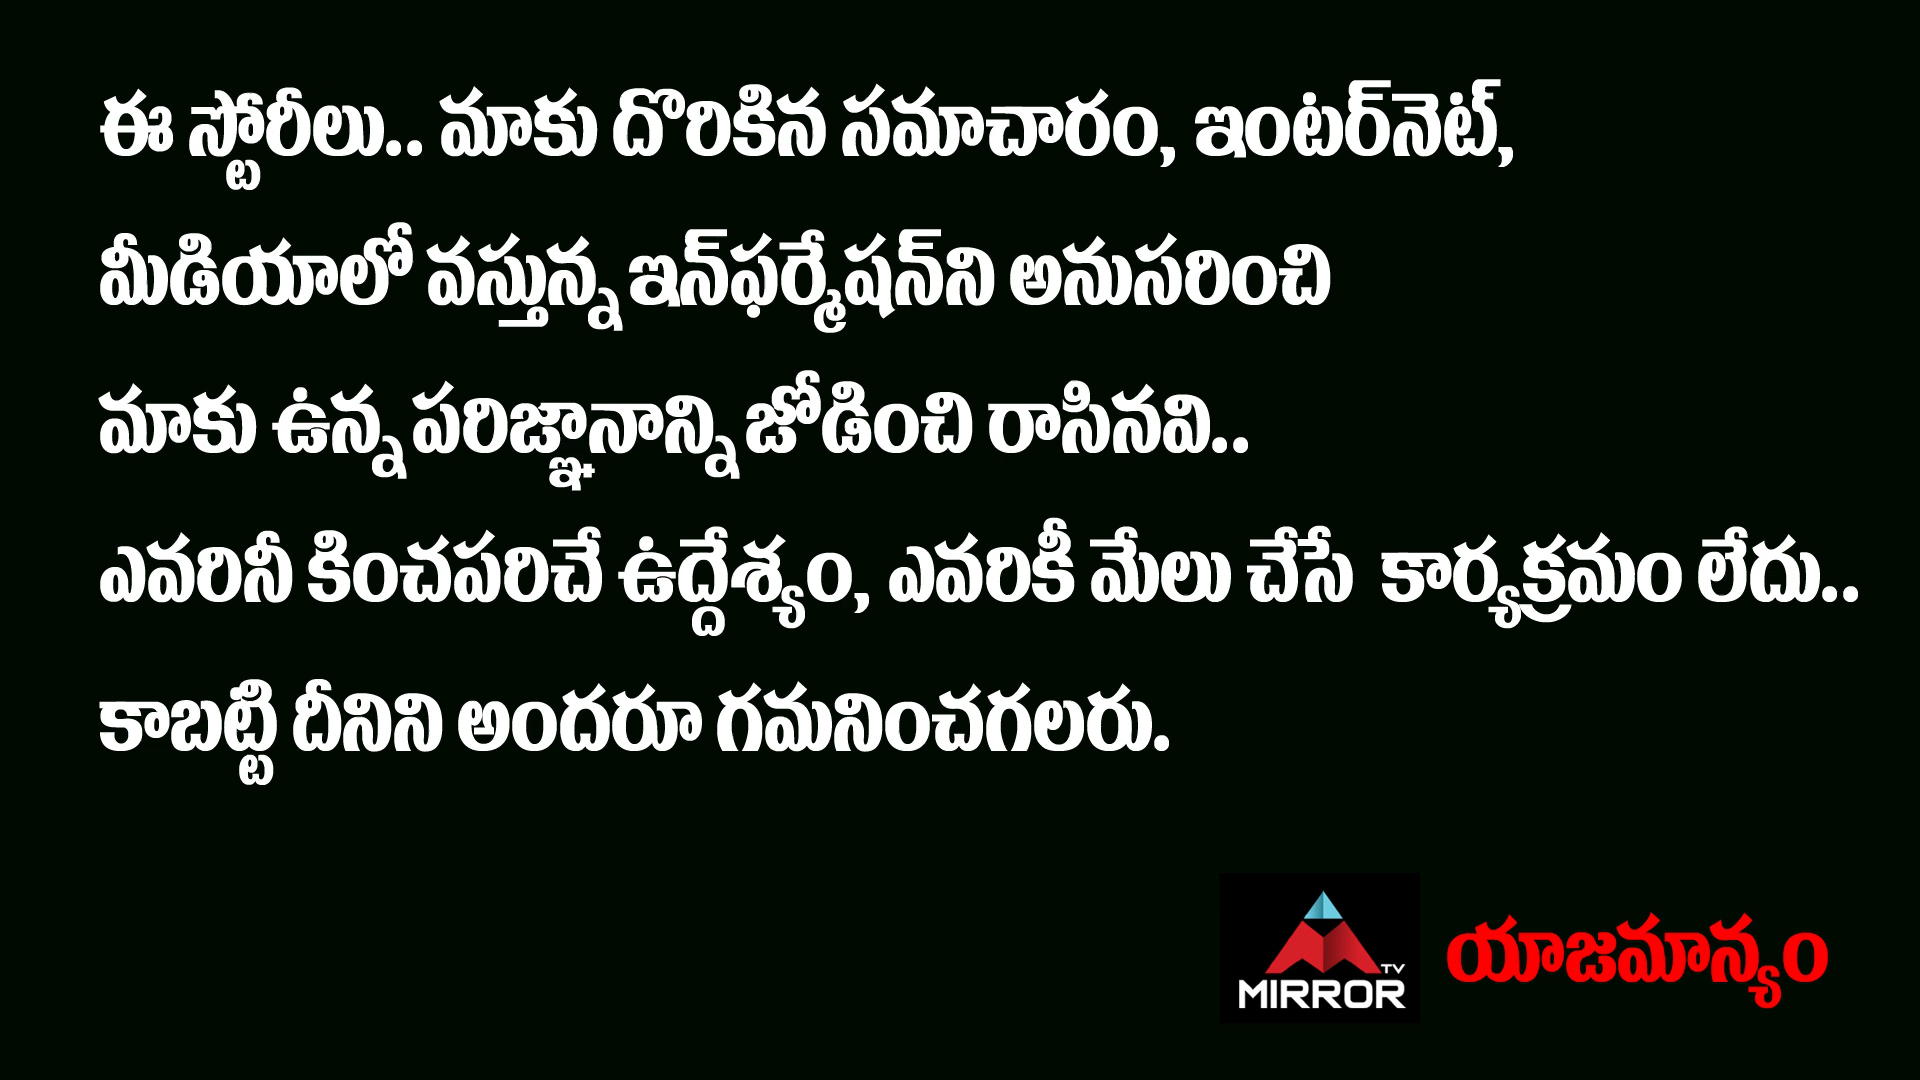 ఈ స్టోరీలు.. మాకు దొరికిన సమాచారం, ఇంటర్‌నెట్,
మీడియాలో వస్తున్న ఇన్‌ఫర్మేషన్‌ని అనుసరించి
మాకు ఉన్న పరిజ్ఞానాన్ని జోడించి రాసినవి..
ఎవరినీ కించపరిచే ఉద్దేశ్యం, ఎవరికీ మేలు చేసే కార్యక్రమం లేదు..
కాబట్టి దీనిని అందరూ గమనించగలరు.
TV
MIRROR
యాజమాన్యం